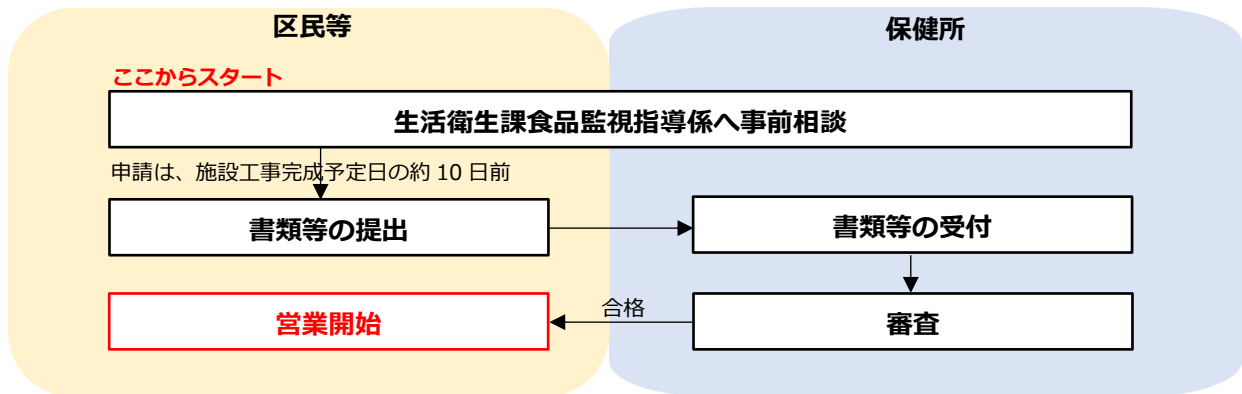 区民等
保健所
ここからスタート
生活衛生課食品監視指導係へ事前相談
申請は、施設工事完成予定日の約 10 日前
書類等の提出
書類等の受付
合格
営業開始
審査